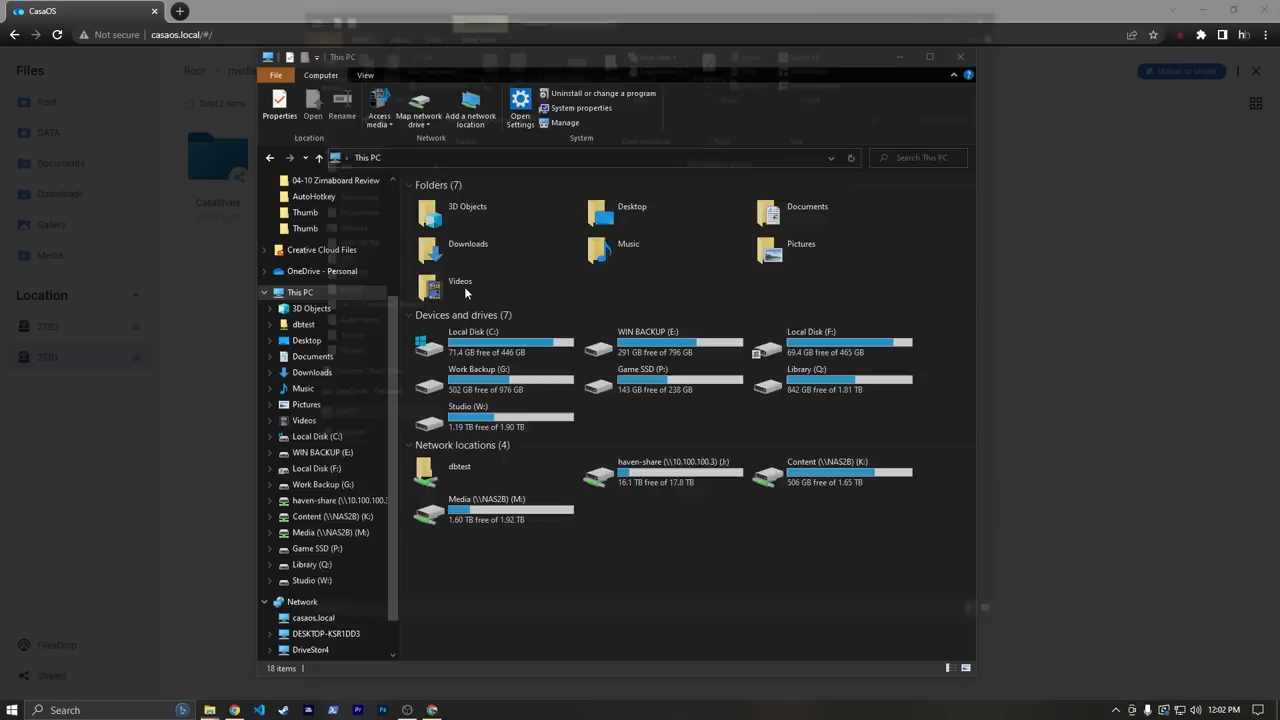 CasaOS
Not secure
casaos.local/#/
Files
Root
DATA
Documents
Downloads
Gallery
Media
Location
2TB2
2TB1
FilesDrop
Shared
Root
media
Total 2 items
CasaShare
Upload or create
This PC
File
Computer
View
Properties
Open
Rename
Access media
Map network drive
Add a network location
Open Settings
Uninstall or change a program
System properties
Manage
Location
Network
System
This PC
Search This PC
04-10 Zimaboard Review
AutoHotkey
Thumb
Thumb
Creative Cloud Files
OneDrive - Personal
This PC
3D Objects
dbtest
Desktop
Documents
Downloads
Music
Pictures
Videos
Local Disk (C:)
WIN BACKUP (E:)
Local Disk (F:)
Work Backup (G:)
haven-share (\\10.100.100.3)
Content (\\NAS2B) (K:)
Media (\\NAS2B) (M:)
Game SSD (P:)
Library (Q:)
Studio (W:)
Network
casaos.local
DESKTOP-KSR1DD3
DriveStor4
Folders (7)
3D Objects
Desktop
Documents
Downloads
Music
Pictures
Videos
Devices and drives (7)
Local Disk (C:)
71.4 GB free of 446 GB
WIN BACKUP (E:)
291 GB free of 796 GB
Local Disk (F:)
69.4 GB free of 465 GB
Work Backup (G:)
502 GB free of 976 GB
Game SSD (P:)
143 GB free of 238 GB
Library (Q:)
842 GB free of 1.81 TB
Studio (W:)
1.19 TB free of 1.90 TB
Network locations (4)
dbtest
haven-share (\\10.100.100.3) (J:)
16.1 TB free of 17.8 TB
Content (\\NAS2B) (K:)
506 GB free of 1.65 TB
Media (\\NAS2B) (M:)
1.60 TB free of 1.92 TB
18 items
Search
12:02 PM